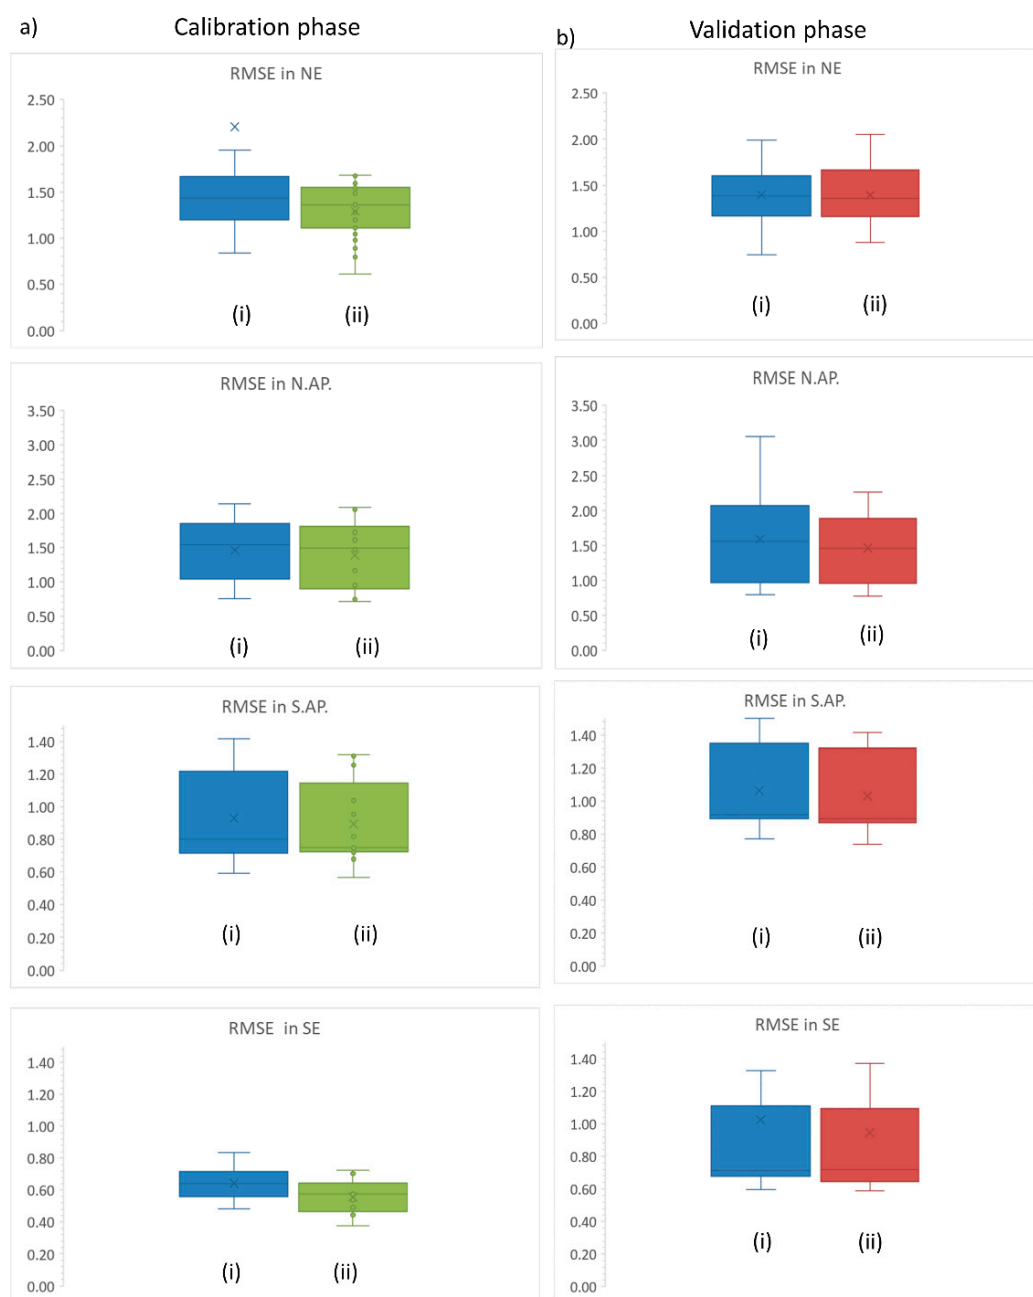 a)
Calibration phase
RMSE in NE
2.50
2.00
1.50
1.00
0.50
0.00
(i)
(ii)
RMSE in N.AP.
3.50
3.00
2.50
2.00
1.50
1.00
0.50
0.00
(i)
(ii)
RMSE in S.AP.
1.40
1.20
1.00
0.80
0.60
0.40
0.20
0.00
(i)
(ii)
RMSE in SE
1.40
1.20
1.00
0.80
0.60
0.40
0.20
0.00
(i)
(ii)
b)
Validation phase
RMSE in NE
2.50
2.00
1.50
1.00
0.50
0.00
(i)
(ii)
RMSE N.AP.
3.50
3.00
2.50
2.00
1.50
1.00
0.50
0.00
(i)
(ii)
RMSE in S.AP.
1.40
1.20
1.00
0.80
0.60
0.40
0.20
0.00
(i)
(ii)
RMSE in SE
1.40
1.20
1.00
0.80
0.60
0.40
0.20
0.00
(i)
(ii)